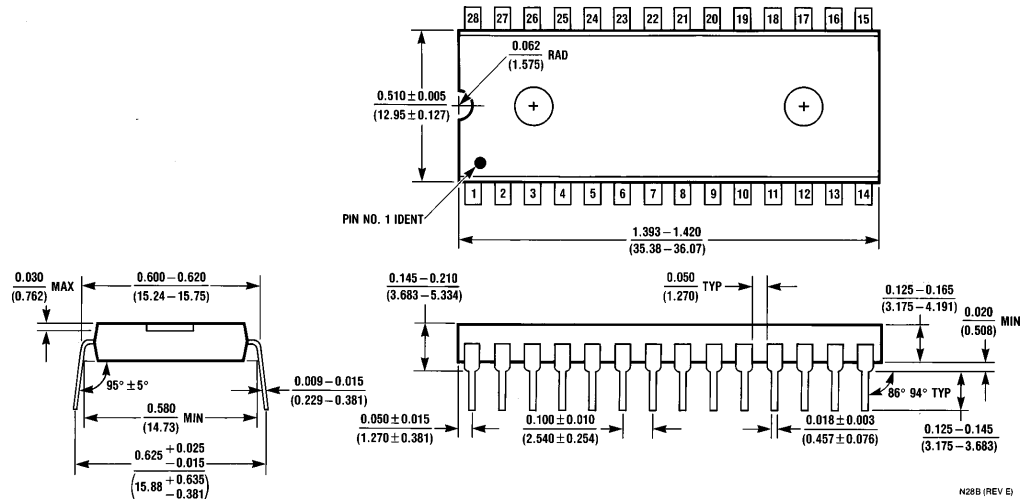 28 27 26 25 24 23 22 21 20 19 18 17 16 15
0.062
(1.575)
RAD
0.510 ± 0.005
(12.95 ± 0.127)
PIN NO. 1 IDENT
1 2 3 4 5 6 7 8 9 10 11 12 13 14
1.393 – 1.420
(35.38 – 36.07)
0.030
(0.762)
MAX
0.600 – 0.620
(15.24 – 15.75)
95° ± 5°
0.580
(14.73)
MIN
0.009 – 0.015
(0.229 – 0.381)
0.625 +0.025
-0.015
(15.88 +0.635
-0.381)
0.145 – 0.210
(3.683 – 5.334)
0.050
(1.270)
TYP
0.125 – 0.165
(3.175 – 4.191)
0.020
(0.508)
MIN
86° 94° TYP
0.050 ± 0.015
(1.270 ± 0.381)
0.100 ± 0.010
(2.540 ± 0.254)
0.018 ± 0.003
(0.457 ± 0.076)
0.125 - 0.145
(3.175 – 3.683)
N28B (REV E)